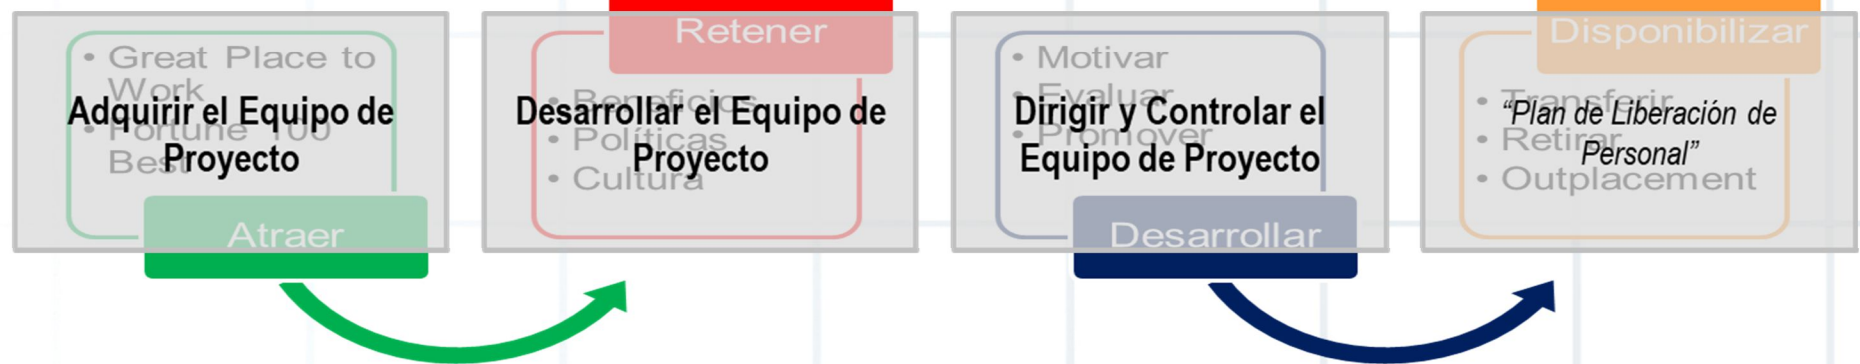 • Great Place to
Work
• Fortune 100
Best
Atraer
Adquirir el Equipo de
Proyecto
Retener
• Beneficios
• Políticas
• Cultura
Desarrollar el Equipo de
Proyecto
• Motivar
• Evaluar
• Promover
Desarrollar
Dirigir y Controlar el
Equipo de Proyecto
Disponibilizar
• Transferir
• Retirar
• Outplacement
“Plan de Liberación de
Personal”